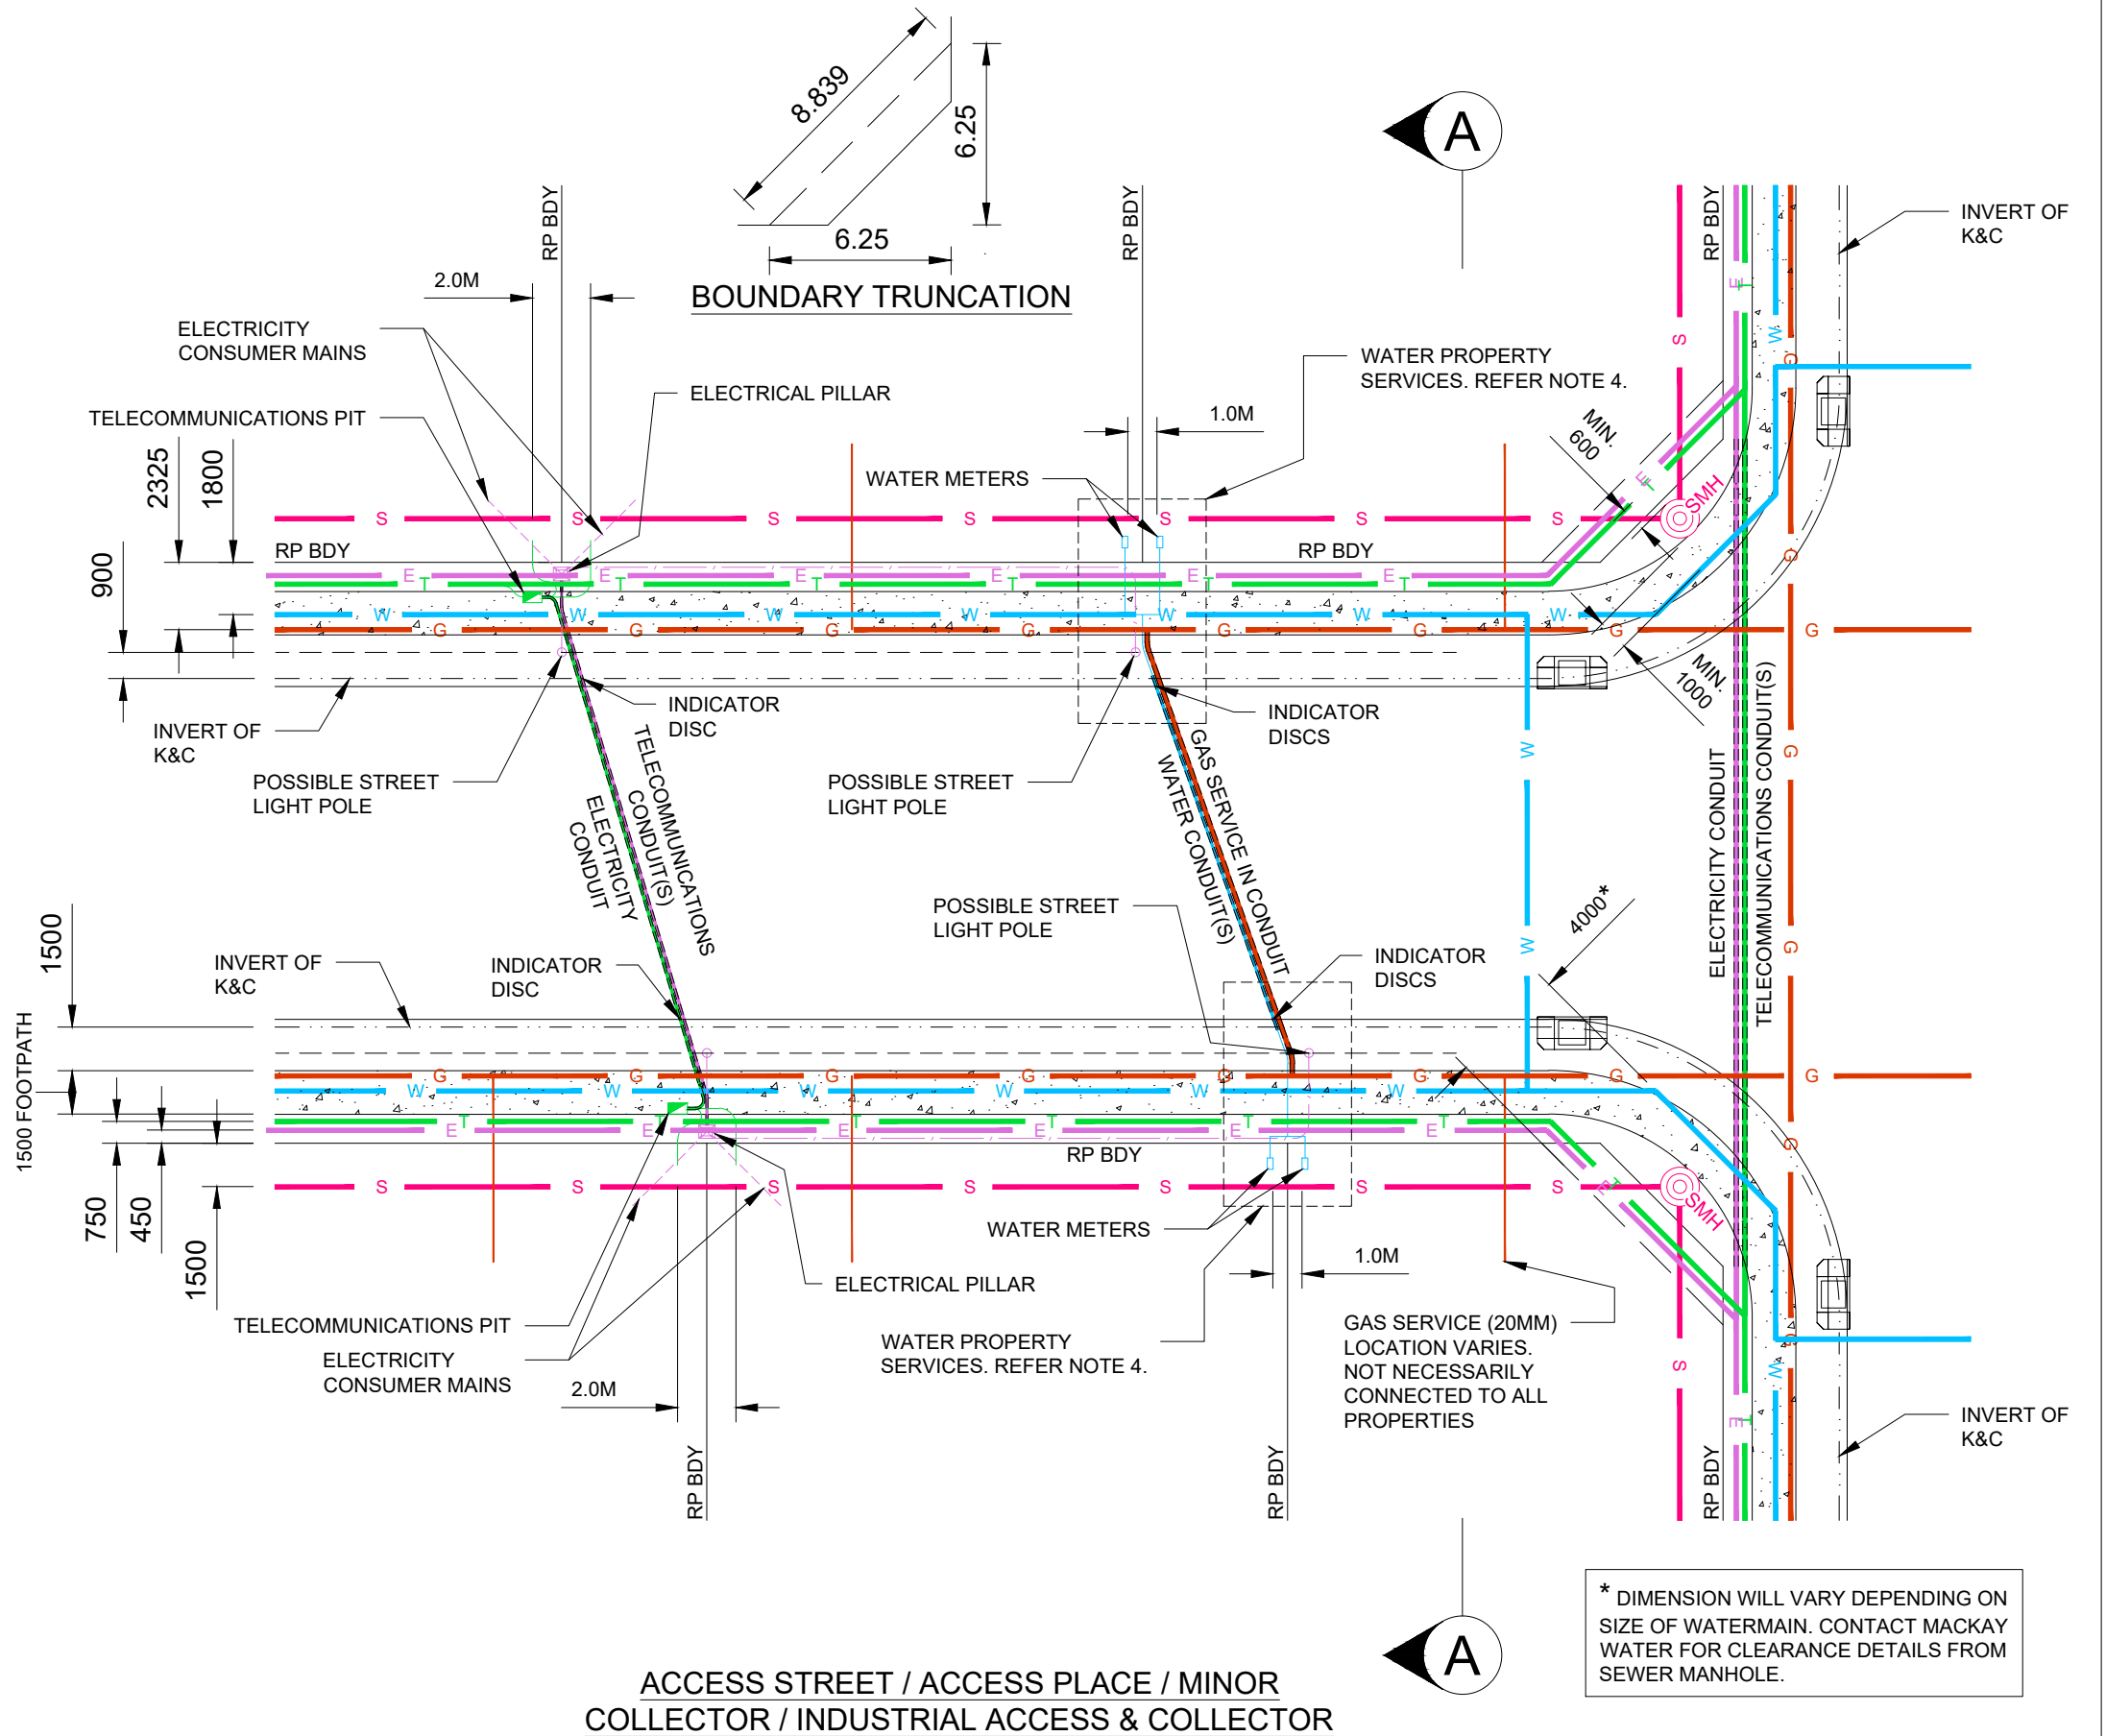 8.839
6.25
6.25
BOUNDARY TRUNCATION
A
RP BDY
RP BDY
RP BDY
INVERT OF
K&C
2.0M
ELECTRICITY
CONSUMER MAINS
ELECTRICAL PILLAR
TELECOMMUNICATIONS PIT
WATER PROPERTY
SERVICES. REFER NOTE 4.
1.0M
WATER METERS
MIN.
600
2325
1800
900
RP BDY
RP BDY
S S S S S S S
S
SMH
E E E E E E
T T T T T T
W W W W W W W
G G G G G G G G
E
T
W
G
E
T
G
G
MIN.
1000
INVERT OF
K&C
INDICATOR
DISC
INDICATOR
DISCS
POSSIBLE STREET
LIGHT POLE
POSSIBLE STREET
LIGHT POLE
TELECOMMUNICATIONS
CONDUIT(S)
ELECTRICITY
CONDUIT
GAS SERVICE IN CONDUIT
WATER CONDUIT(S)
W
W
ELECTRICITY CONDUIT
TELECOMMUNICATIONS CONDUIT(S)
G
G
G
4000*
POSSIBLE STREET
LIGHT POLE
INDICATOR
DISCS
INVERT OF
K&C
INDICATOR
DISC
1500
1500 FOOTPATH
750
450
1500
G G G G G G G G
W W W W W W
T T T T T T
E E E E E E
RP BDY
S S S S S S S
SMH
E
T
G
WATER METERS
1.0M
ELECTRICAL PILLAR
TELECOMMUNICATIONS PIT
ELECTRICITY
CONSUMER MAINS
2.0M
WATER PROPERTY
SERVICES. REFER NOTE 4.
GAS SERVICE (20MM)
LOCATION VARIES.
NOT NECESSARILY
CONNECTED TO ALL
PROPERTIES
S
E
T
W
G
INVERT OF
K&C
RP BDY
RP BDY
RP BDY
A
* DIMENSION WILL VARY DEPENDING ON
SIZE OF WATERMAIN. CONTACT MACKAY
WATER FOR CLEARANCE DETAILS FROM
SEWER MANHOLE.
ACCESS STREET / ACCESS PLACE / MINOR
COLLECTOR / INDUSTRIAL ACCESS & COLLECTOR